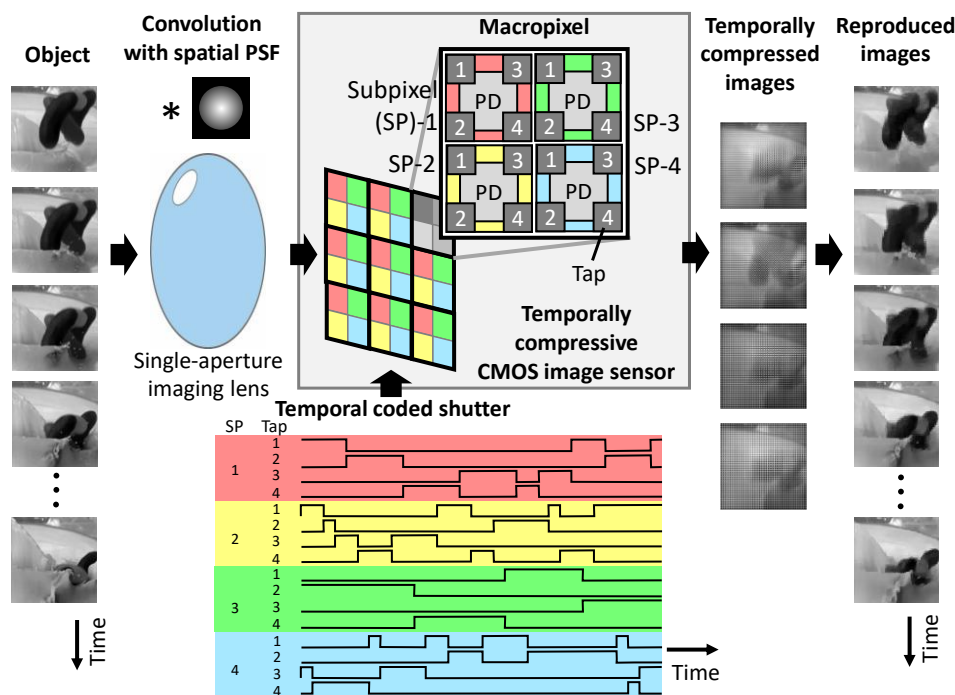 Object
Convolution
with spatial PSF
*
Single-aperture
imaging lens
Macropixel
Subpixel
(SP)-1
SP-2
SP-3
SP-4
1 3 1 3
PD PD
2 4 2 4
1 3 1 3
PD PD
2 4 2 4
Tap
Temporally
compressive
CMOS image sensor
Temporally
compressed
images
Reproduced
images
Temporal coded shutter
SP Tap
1
1
2
3
4
2
1
2
3
4
3
1
2
3
4
4
1
2
3
4
Time
Time
Time